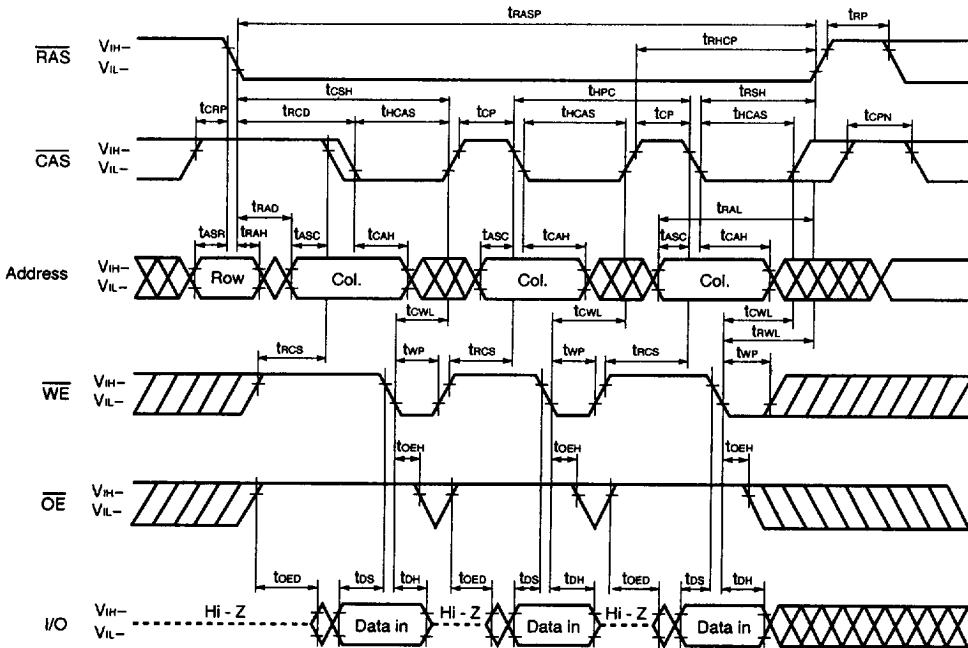 tRASP tRP
RAS VIH– tRHCP
VIL–
tCSH tHPC tRSH
tCRP tRCD tHCAS tCP tHCAS tCP tHCAS tCPN
CAS VIH–
VIL–
tRAD tRAL
tASR tRAH tASC tCAH tASC tCAH tASC tCAH
Address VIH– Row Col. Col. Col.
VIL–
tCWL tCWL tCWL
tRWL
tRCS tWP tRCS tWP tRCS tWP
WE VIH–
VIL–
tOEH tOEH tOEH
OE VIH–
VIL–
tOED tDS tDH tOED tDS tDH tOED tDS tDH
I/O VIH– Hi - Z Data in Hi - Z Data in Hi - Z Data in
VIL–